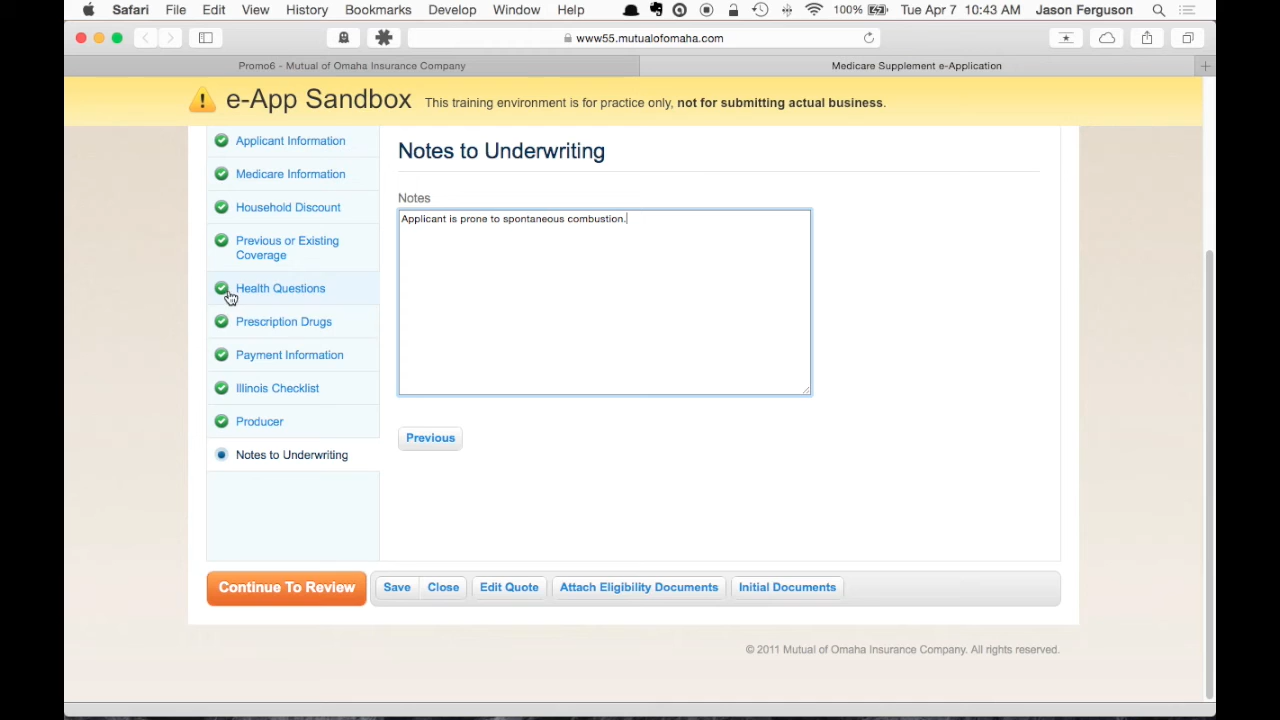 Safari File Edit View History Bookmarks Develop Window Help 100% Tue Apr 7 10:43 AM Jason Ferguson
www55.mutualofomaha.com
Promo6 - Mutual of Omaha Insurance Company
Medicare Supplement e-Application
e-App Sandbox This training environment is for practice only, not for submitting actual business.
Applicant Information
Medicare Information
Household Discount
Previous or Existing
Coverage
Health Questions
Prescription Drugs
Payment Information
Illinois Checklist
Producer
Notes to Underwriting
Notes to Underwriting
Notes
Applicant is prone to spontaneous combustion.
Previous
Continue To Review Save Close Edit Quote Attach Eligibility Documents Initial Documents
© 2011 Mutual of Omaha Insurance Company. All rights reserved.